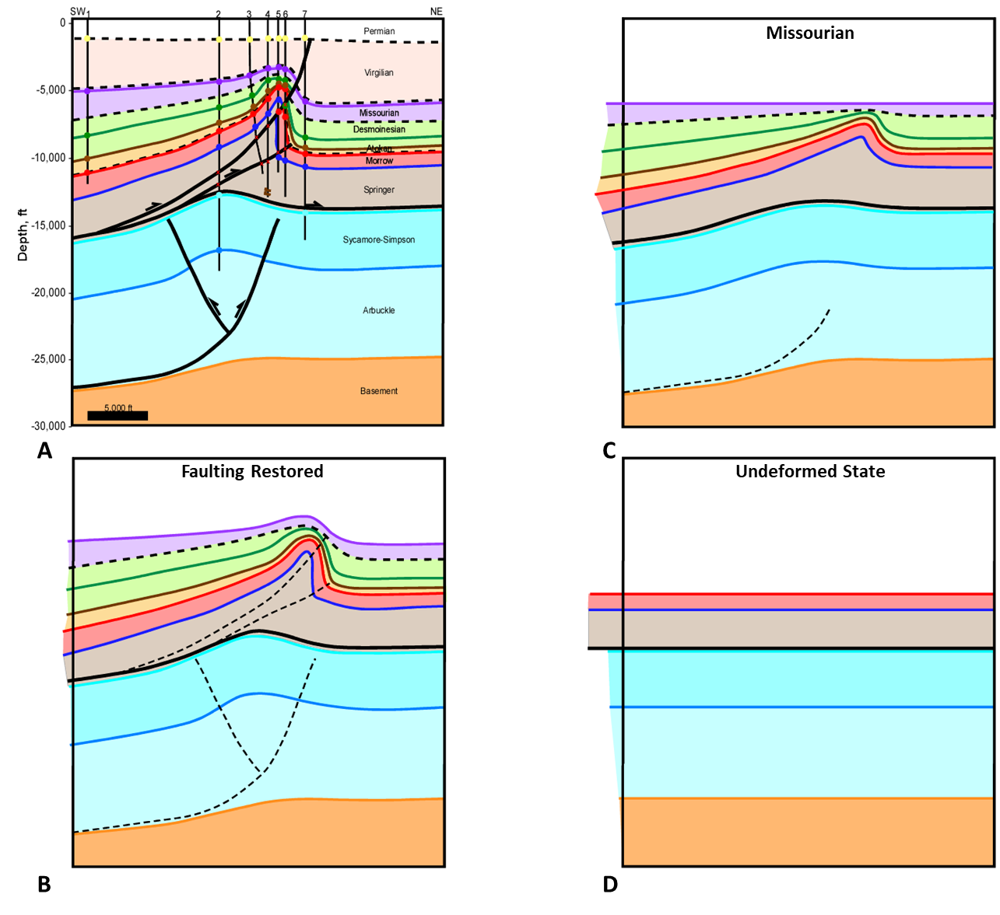 SW 1 2 3 4 5 6 7 NE
0
Permian
Virgilian
-5,000
Missourian
Desmoinesian
Atokan
-10,000
Morrow
Springer
-15,000
Sycamore-Simpson
Depth, ft
-20,000
Arbuckle
-25,000
Basement
5,000 ft
-30,000
A
Missourian
C
Faulting Restored
B
Undeformed State
D